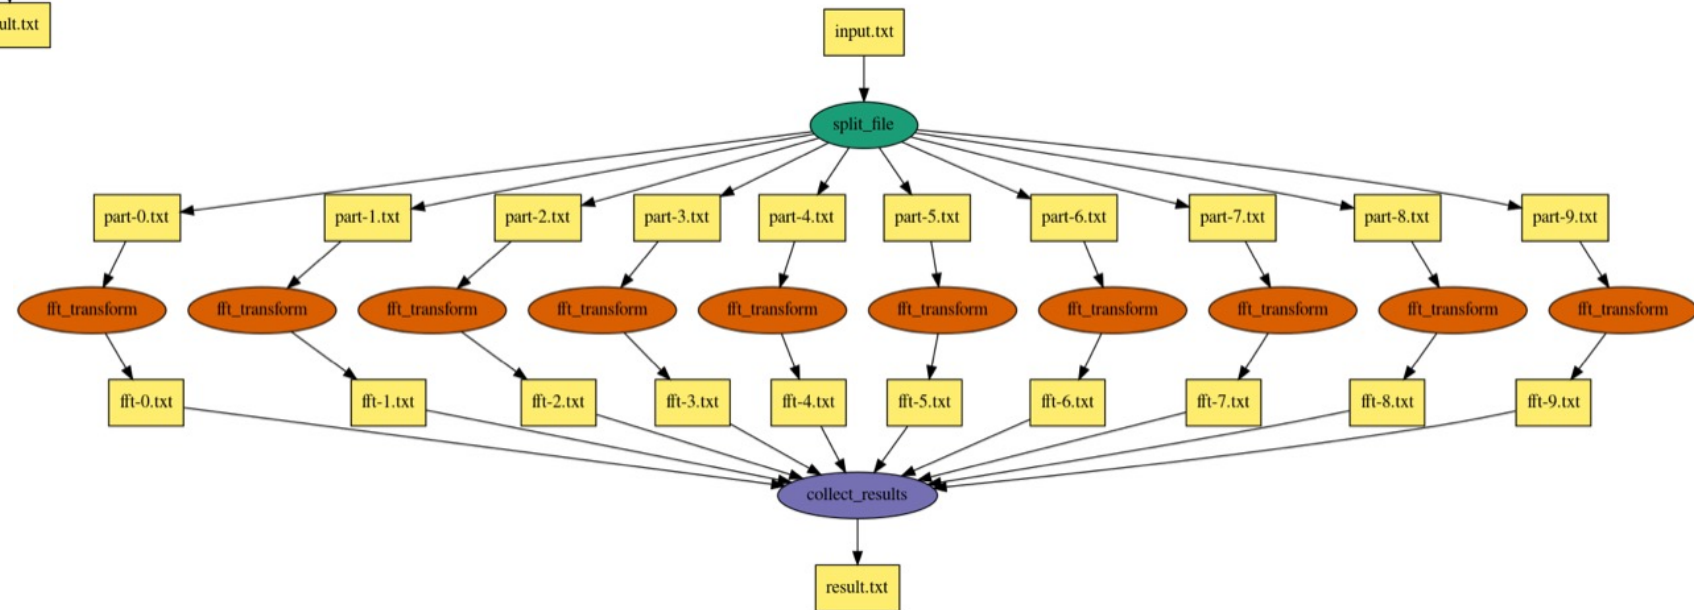 ult.txt
input.txt
split_file
part-0.txt part-1.txt part-2.txt part-3.txt part-4.txt part-5.txt part-6.txt part-7.txt part-8.txt part-9.txt
fft_transform fft_transform fft_transform fft_transform fft_transform fft_transform fft_transform fft_transform fft_transform fft_transform
fft-0.txt fft-1.txt fft-2.txt fft-3.txt fft-4.txt fft-5.txt fft-6.txt fft-7.txt fft-8.txt fft-9.txt
collect_results
result.txt